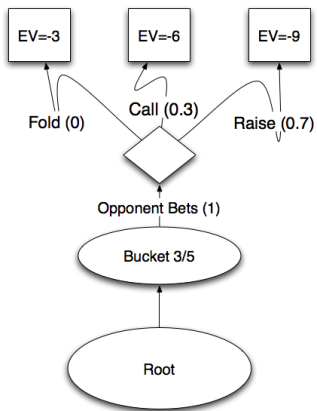 EV=-3
EV=-6
EV=-9
Fold (0)
Call (0.3)
Raise (0.7)
Opponent Bets (1)
Bucket 3/5
Root